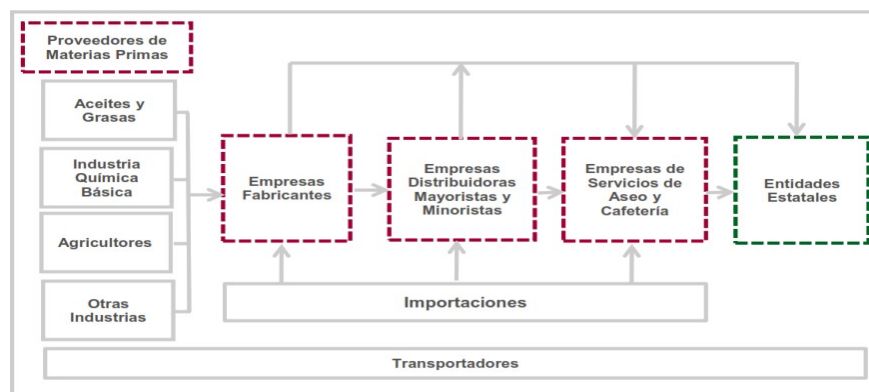 Proveedores de
Materias Primas
Aceites y
Grasas
Industria
Química
Básica
Agricultores
Otras
Industrias
Empresas
Fabricantes
Empresas
Distribuidoras
Mayoristas y
Minoristas
Empresas de
Servicios de
Aseo y
Cafetería
Entidades
Estatales
Importaciones
Transportadores